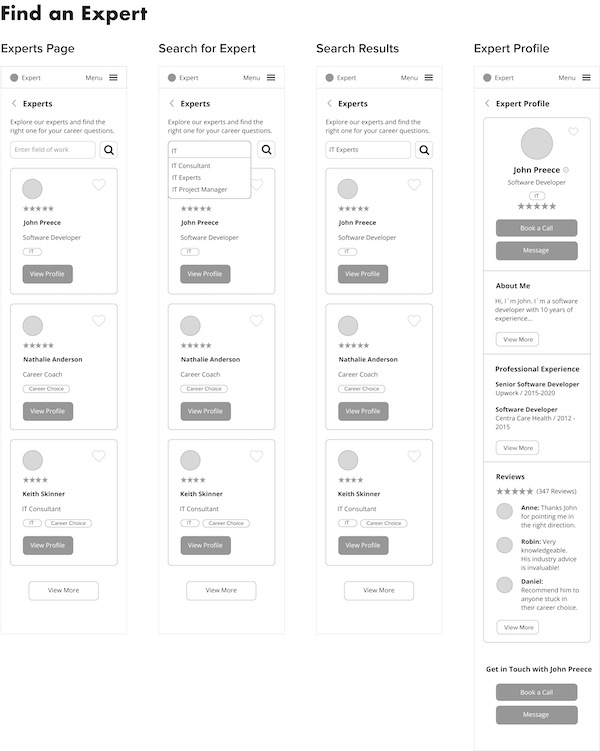 Find an Expert
Experts Page
Expert
Menu
Experts
Explore our experts and find the
right one for your career questions.
Enter field of work
John Preece
Software Developer
IT
View Profile
Nathalie Anderson
Career Coach
Career Choice
View Profile
Keith Skinner
IT Consultant
IT
Career Choice
View Profile
View More
Search for Expert
Expert
Menu
Experts
Explore our experts and find the
right one for your career questions.
IT
IT Consultant
IT Experts
IT Project Manager
John Preece
Software Developer
IT
View Profile
Nathalie Anderson
Career Coach
Career Choice
View Profile
Keith Skinner
IT Consultant
IT
Career Choice
View Profile
View More
Search Results
Expert
Menu
Experts
Explore our experts and find the
right one for your career questions.
IT Experts
John Preece
Software Developer
IT
View Profile
Nathalie Anderson
Career Coach
Career Choice
View Profile
Keith Skinner
IT Consultant
IT
Career Choice
View Profile
View More
Expert Profile
Expert
Menu
Expert Profile
John Preece
Software Developer
IT
Book a Call
Message
About Me
Hi, I´m John. I´m a software
developer with 10 years of
experience...
View More
Professional Experience
Senior Software Developer
Upwork / 2015-2020
Software Developer
Centra Care Health / 2012 -
2015
View More
Reviews
(347 Reviews)
Anne: Thanks John
for pointing me in
the right direction.
Robin: Very
knowledgeable.
His industry advice
is invaluable!
Daniel:
Recommend him to
anyone stuck in
their career choice.
View More
Get in Touch with John Preece
Book a Call
Message